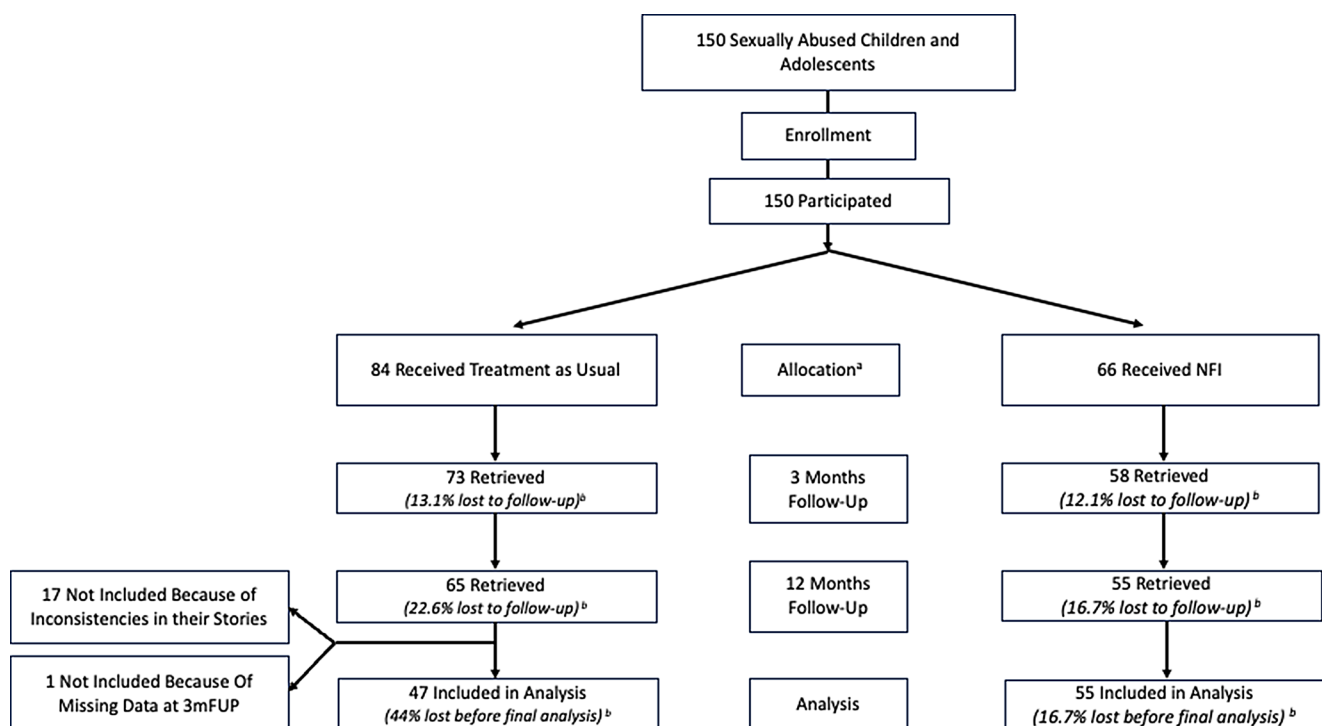 150 Sexually Abused Children and
Adolescents
Enrollment
150 Participated
84 Received Treatment as Usual
Allocationᵃ
66 Received NFI
73 Retrieved
(13.1% lost to follow-up)ᵇ
3 Months
Follow-Up
58 Retrieved
(12.1% lost to follow-up) ᵇ
17 Not Included Because of
Inconsistencies in their Stories
65 Retrieved
(22.6% lost to follow-up) ᵇ
12 Months
Follow-Up
55 Retrieved
(16.7% lost to follow-up) ᵇ
1 Not Included Because Of
Missing Data at 3mFUP
47 Included in Analysis
(44% lost before final analysis) ᵇ
Analysis
55 Included in Analysis
(16.7% lost before final analysis) ᵇ